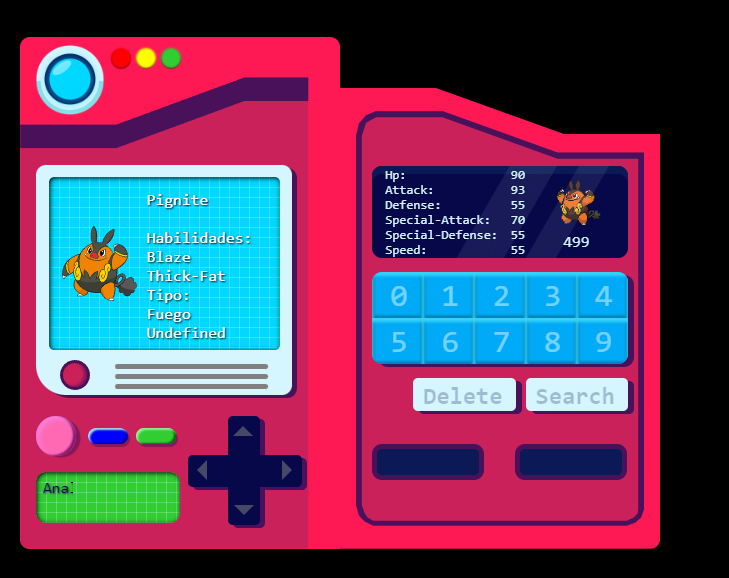 Pignite
Habilidades:
Blaze
Thick-Fat
Tipo:
Fuego
Undefined
Ana:
Hp: 90
Attack: 93
Defense: 55
Special-Attack: 70
Special-Defense: 55
Speed: 55
499
0 1 2 3 4
5 6 7 8 9
Delete Search